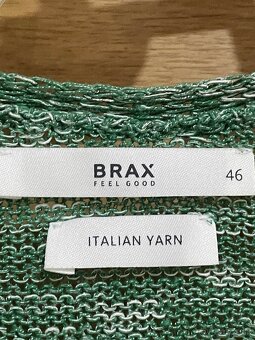 BRAX 46
FEEL GOOD
ITALIAN YARN